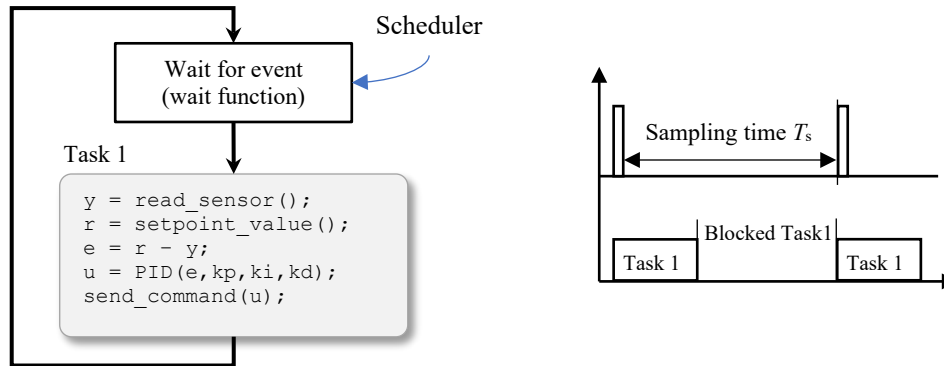 Scheduler
Wait for event
(wait function)
Task 1
y = read_sensor();
r = setpoint_value();
e = r – y;
u = PID(e,kp,ki,kd);
send_command(u);
Sampling time Ts
Blocked Task1
Task 1
Task 1